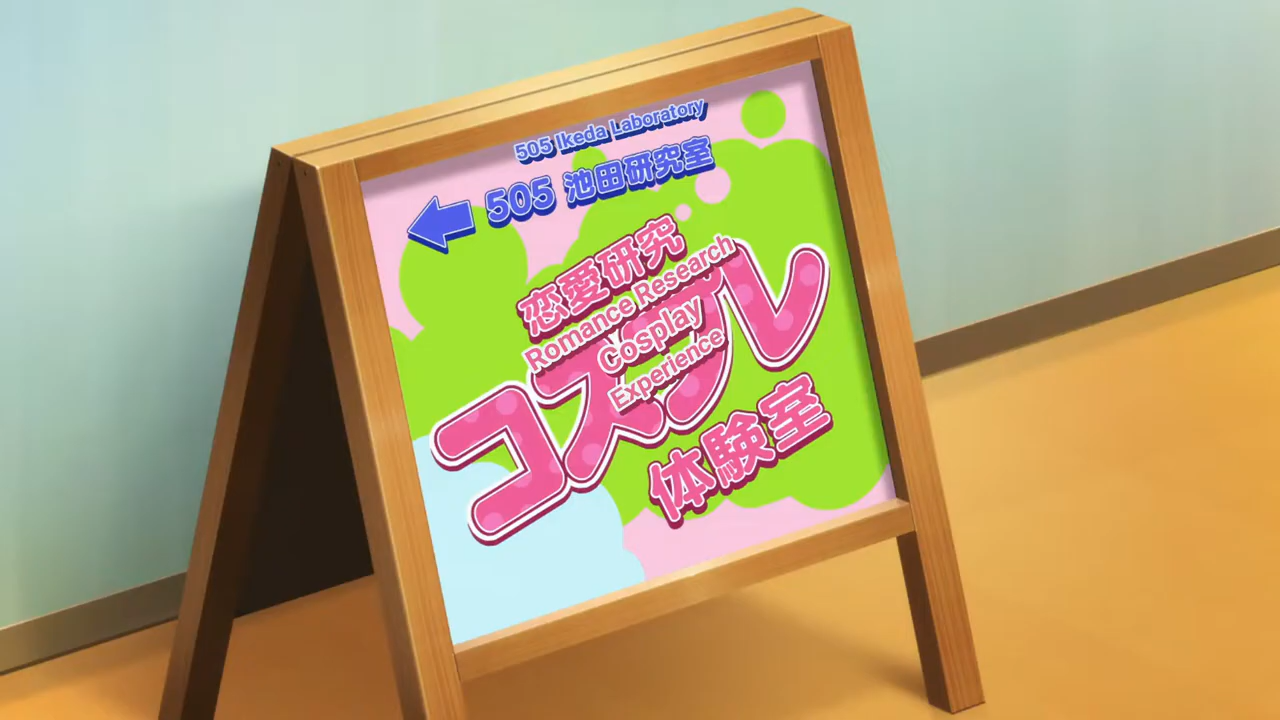 505 Ikeda Laboratory
505 池田研究室
恋愛研究
Romance Research
Cosplay
Experience
コスプレ
体験室